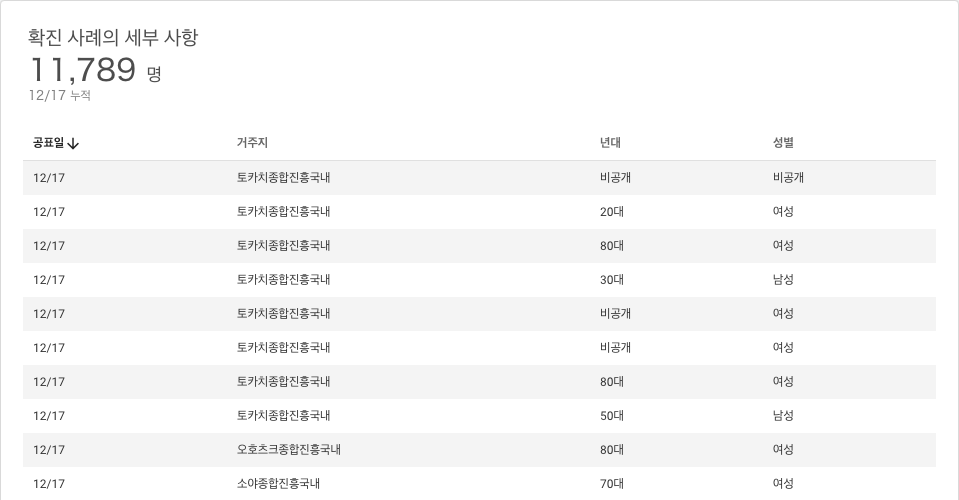 확진 사례의 세부 사항
11,789 명
12/17 누적
공표일 거주지 년대 성별
12/17 토카치종합진흥국내 비공개 비공개
12/17 토카치종합진흥국내 20대 여성
12/17 토카치종합진흥국내 80대 여성
12/17 토카치종합진흥국내 30대 남성
12/17 토카치종합진흥국내 비공개 여성
12/17 토카치종합진흥국내 비공개 여성
12/17 토카치종합진흥국내 80대 여성
12/17 토카치종합진흥국내 50대 남성
12/17 오호츠크종합진흥국내 80대 여성
12/17 소야종합진흥국내 70대 여성